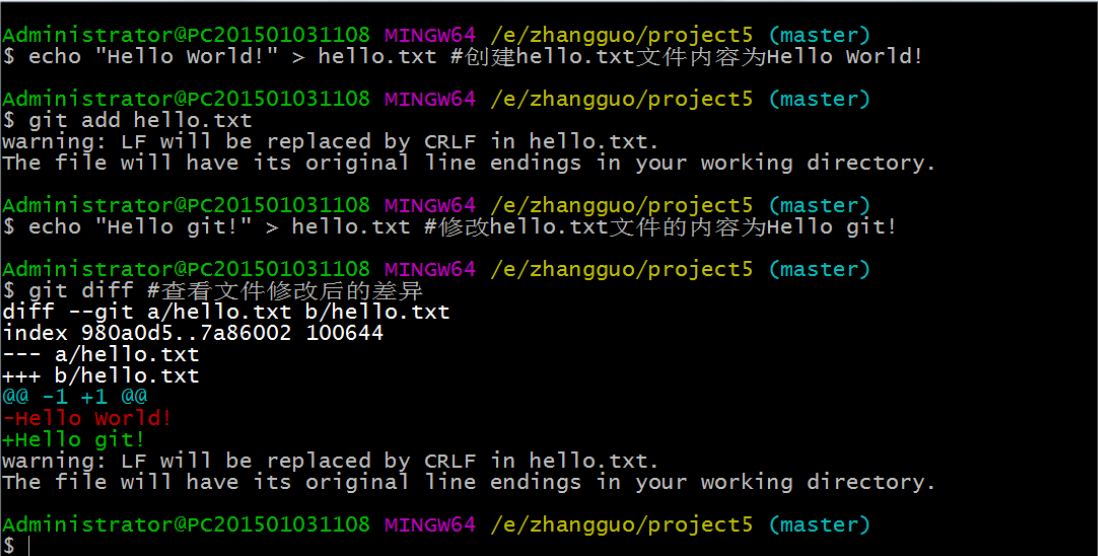 Administrator@PC201501031108 MINGW64 /e/zhangguo/project5 (master)
$ echo "Hello World!" > hello.txt #创建hello.txt文件内容为Hello World!
Administrator@PC201501031108 MINGW64 /e/zhangguo/project5 (master)
$ git add hello.txt
warning: LF will be replaced by CRLF in hello.txt.
The file will have its original line endings in your working directory.
Administrator@PC201501031108 MINGW64 /e/zhangguo/project5 (master)
$ echo "Hello git!" > hello.txt #修改hello.txt文件的内容为Hello git!
Administrator@PC201501031108 MINGW64 /e/zhangguo/project5 (master)
$ git diff #查看文件修改后的差异
diff --git a/hello.txt b/hello.txt
index 980a0d5..7a86002 100644
--- a/hello.txt
+++ b/hello.txt
@@ -1 +1 @@
-Hello World!
+Hello git!
warning: LF will be replaced by CRLF in hello.txt.
The file will have its original line endings in your working directory.
Administrator@PC201501031108 MINGW64 /e/zhangguo/project5 (master)
$